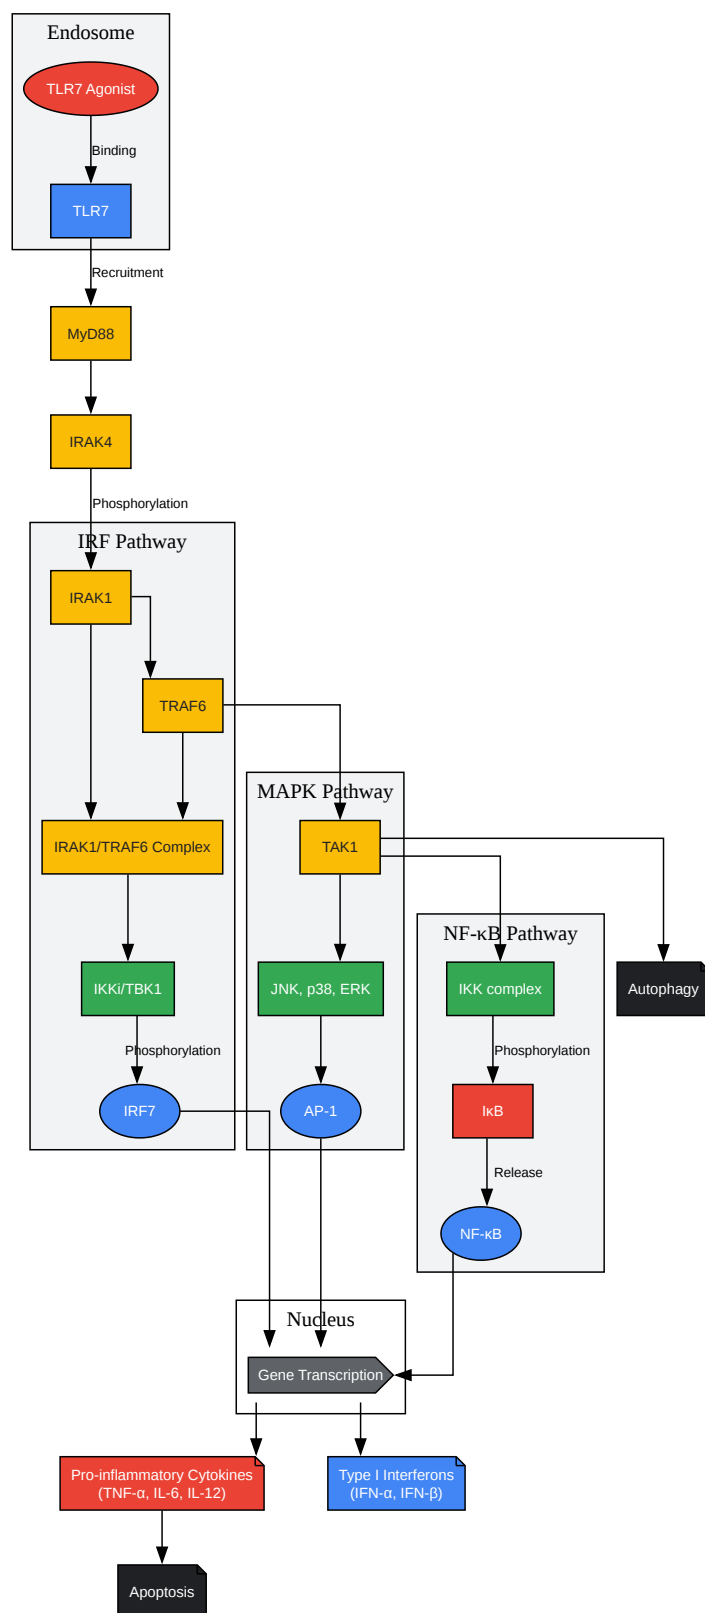 Endosome
TLR7 Agonist
Binding
TLR7
Recruitment
MyD88
IRAK4
Phosphorylation
IRF Pathway
IRAK1
TRAF6
MAPK Pathway
IRAK1/TRAF6 Complex
TAK1
NF-κB Pathway
IKKi/TBK1
JNK, p38, ERK
IKK complex
Autophagy
Phosphorylation
Phosphorylation
IRF7
AP-1
IκB
Release
NF-κB
Nucleus
Gene Transcription
Pro-inflammatory Cytokines
(TNF-α, IL-6, IL-12)
Type I Interferons
(IFN-α, IFN-β)
Apoptosis